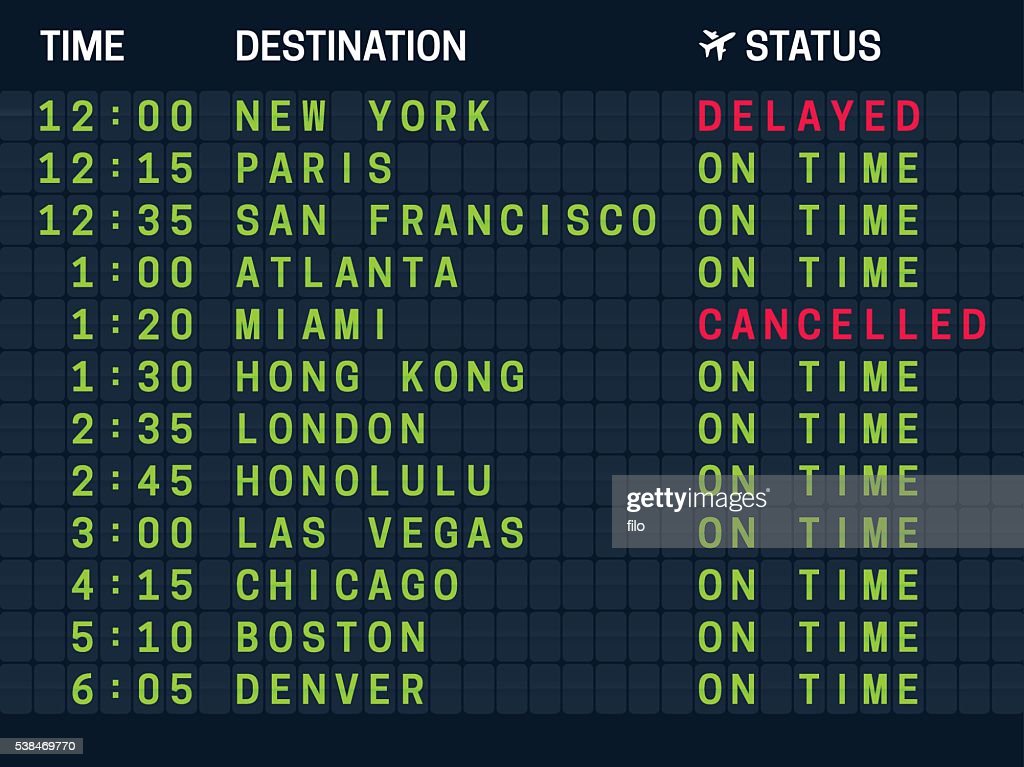 TIME DESTINATION STATUS
12:00 NEW YORK DELAYED
12:15 PARIS ON TIME
12:35 SAN FRANCISCO ON TIME
1:00 ATLANTA ON TIME
1:20 MIAMI CANCELLED
1:30 HONG KONG ON TIME
2:35 LONDON ON TIME
2:45 HONOLULU ON TIME
gettyimages
filo
3:00 LAS VEGAS ON TIME
4:15 CHICAGO ON TIME
5:10 BOSTON ON TIME
6:05 DENVER ON TIME
538469770